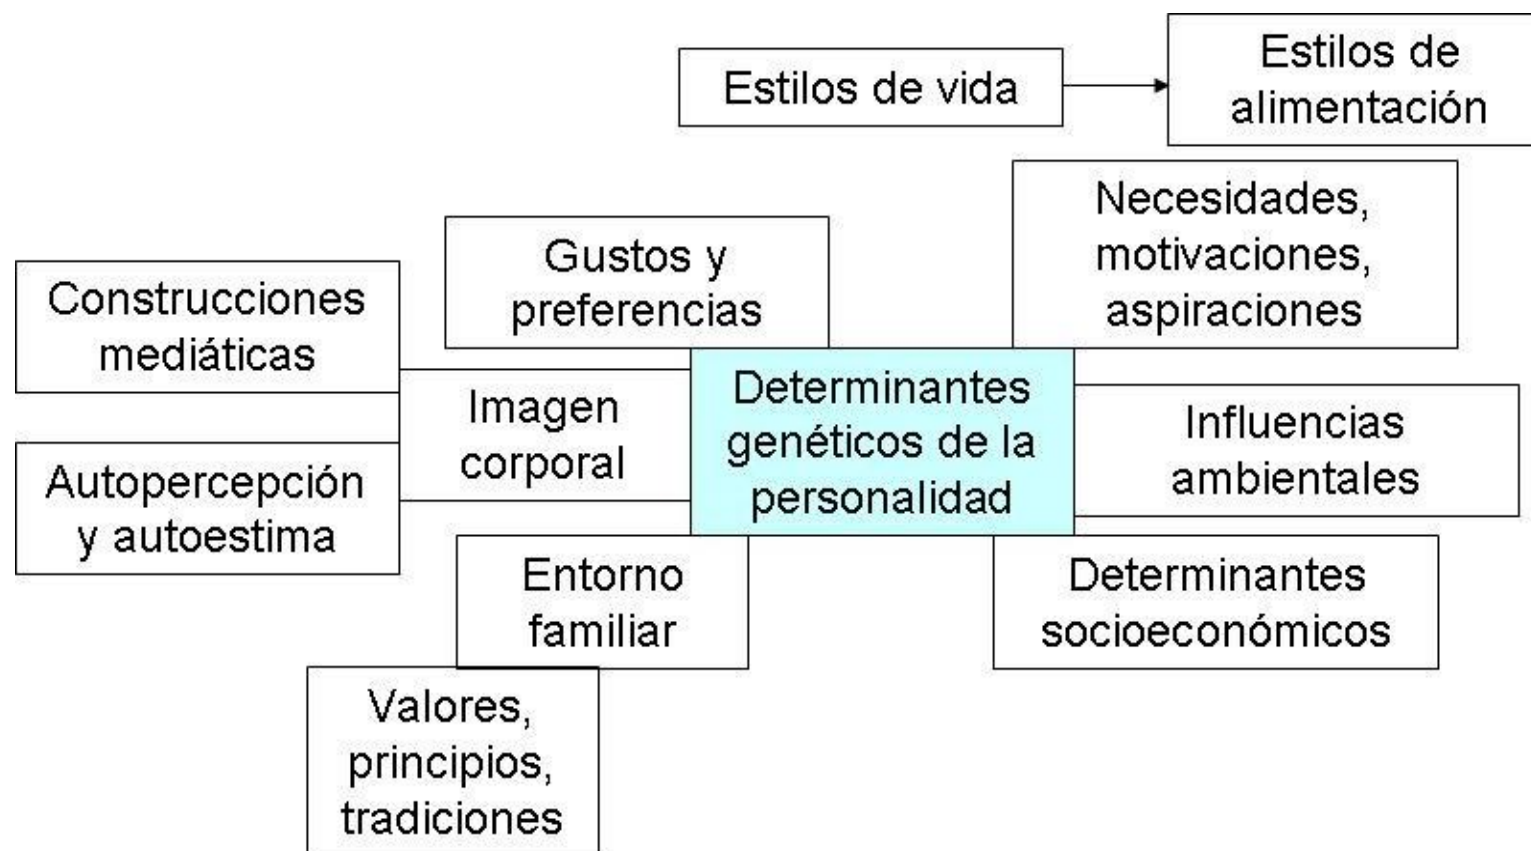 Estilos de vida
Estilos de
alimentación
Necesidades,
motivaciones,
aspiraciones
Gustos y
preferencias
Construcciones
mediáticas
Imagen
corporal
Determinantes
genéticos de la
personalidad
Influencias
ambientales
Autopercepción
y autoestima
Entorno
familiar
Determinantes
socioeconómicos
Valores,
principios,
tradiciones